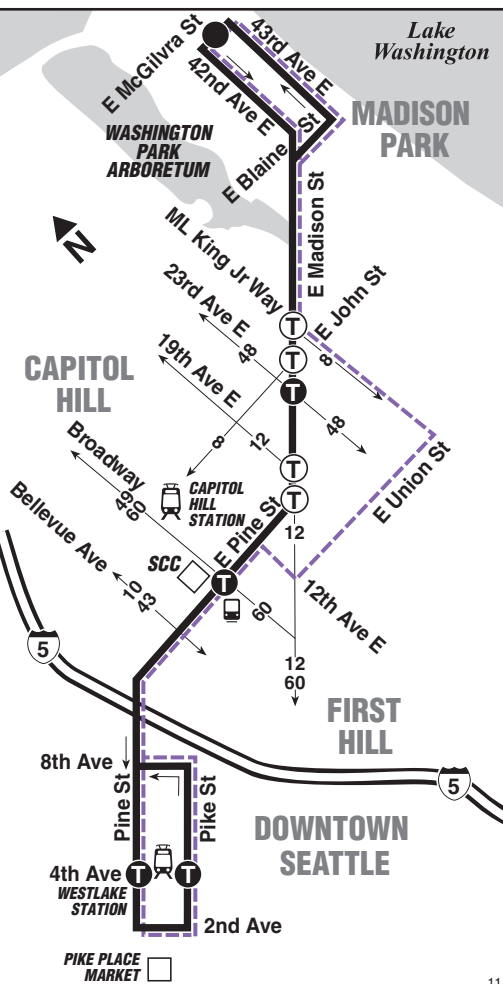 Lake
Washington
E McGilvra St
43rd Ave E
42nd Ave E
E Blaine St
MADISON
PARK
WASHINGTON
PARK
ARBORETUM
N
E Madison St
ML King Jr Way
T
E John St
8
T
23rd Ave E
48
T
48
19th Ave E
8
12
CAPITOL
HILL
T
E Union St
Broadway
49
60
CAPITOL
HILL
STATION
T
12
Bellevue Ave
E Pine St
SCC
T
10
43
60
12th Ave E
12
60
5
FIRST
HILL
8th Ave
5
Pine St
Pike St
DOWNTOWN
SEATTLE
4th Ave
T
T
WESTLAKE
STATION
2nd Ave
PIKE PLACE
MARKET
11